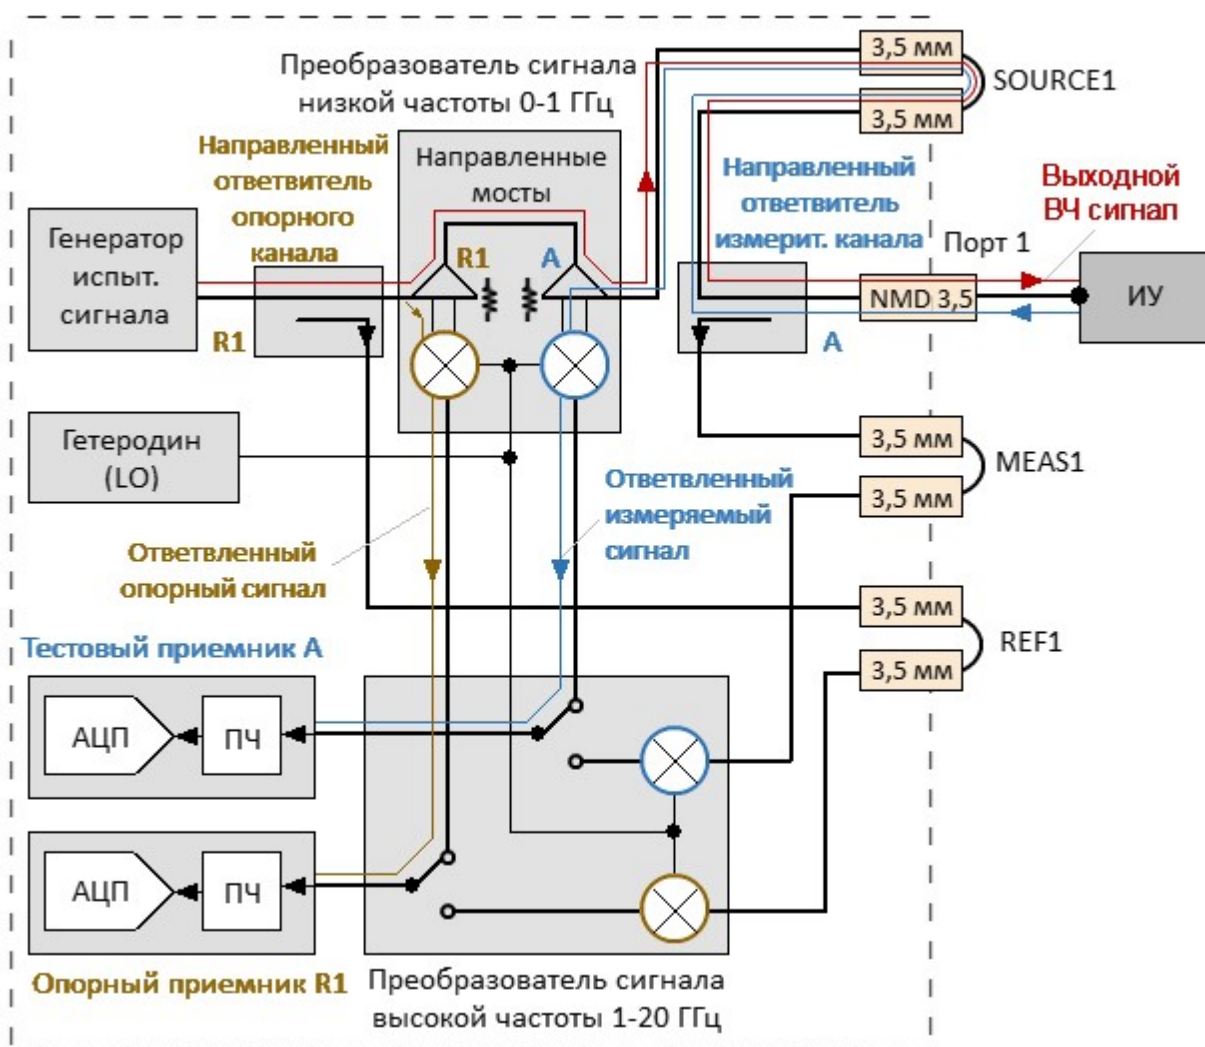 Преобразователь сигнала
низкой частоты 0-1 ГГц
3,5 мм
SOURCE1
3,5 мм
Направленный
ответвитель
опорного
канала
Направленные
мосты
Направленный
ответвитель
измерит. канала
Выходной
ВЧ сигнал
Порт 1
Генератор
испыт.
сигнала
R1
A
NMD 3,5
ИУ
R1
A
Гетеродин
(LO)
3,5 мм
MEAS1
3,5 мм
Ответвленный
измеряемый
сигнал
Ответвленный
опорный сигнал
3,5 мм
REF1
3,5 мм
Тестовый приемник A
АЦП
ПЧ
АЦП
ПЧ
Опорный приемник R1
Преобразователь сигнала
высокой частоты 1-20 ГГц